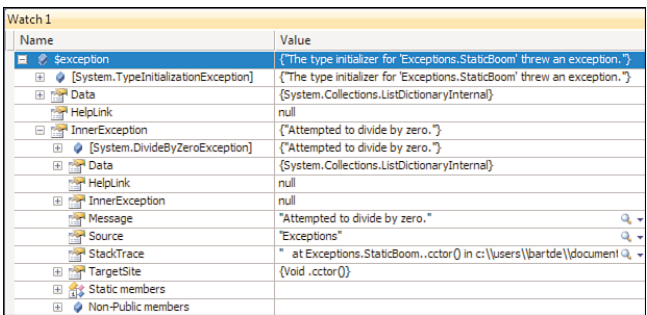 Watch 1
Name Value
$exception {"The type initializer for 'Exceptions.StaticBoom' threw an exception."}
[System.TypeInitializationException] {"The type initializer for 'Exceptions.StaticBoom' threw an exception."}
Data {System.Collections.ListDictionaryInternal}
HelpLink null
InnerException {"Attempted to divide by zero."}
[System.DivideByZeroException] {"Attempted to divide by zero."}
Data {System.Collections.ListDictionaryInternal}
HelpLink null
InnerException null
Message "Attempted to divide by zero."
Source "Exceptions"
StackTrace " at Exceptions.StaticBoom..cctor() in c:\\users\\bartde\\document
TargetSite {Void .cctor()}
Static members
Non-Public members